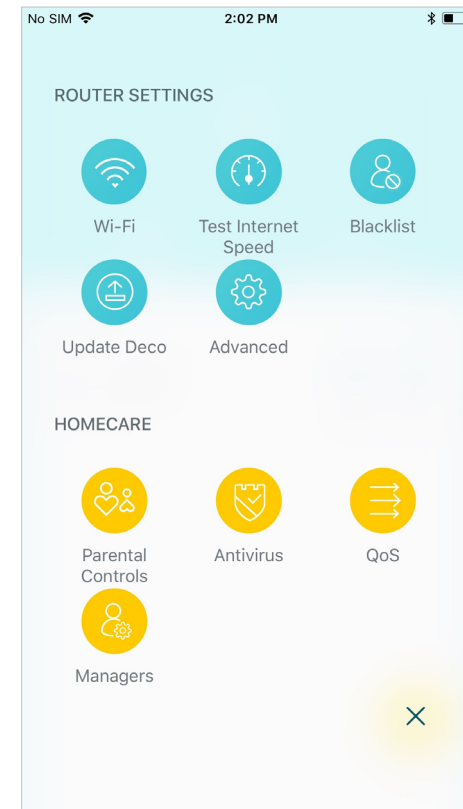 No SIM 2:02 PM
ROUTER SETTINGS
Wi-Fi
Test Internet
Speed
Blacklist
Update Deco
Advanced
HOMECARE
Parental
Controls
Antivirus
QoS
Managers